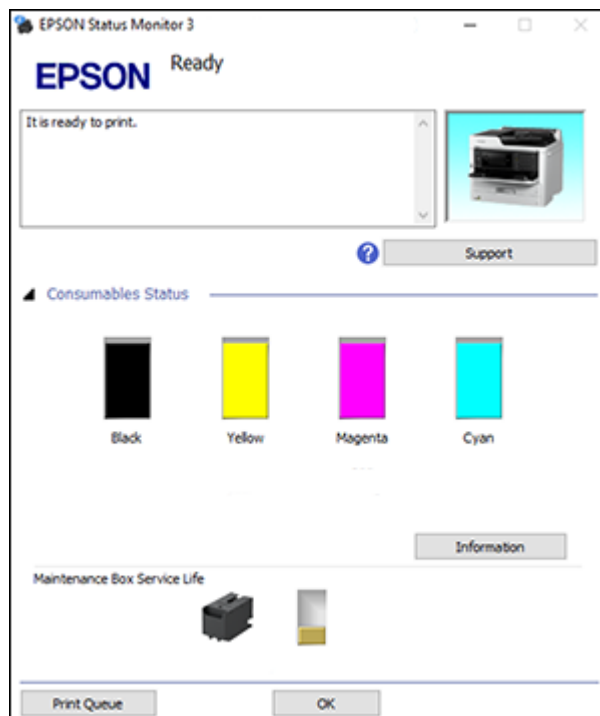 EPSON Status Monitor 3
EPSON
Ready
It is ready to print.
?
Support
Consumables Status
Black Yellow Magenta Cyan
Information
Maintenance Box Service Life
Print Queue OK